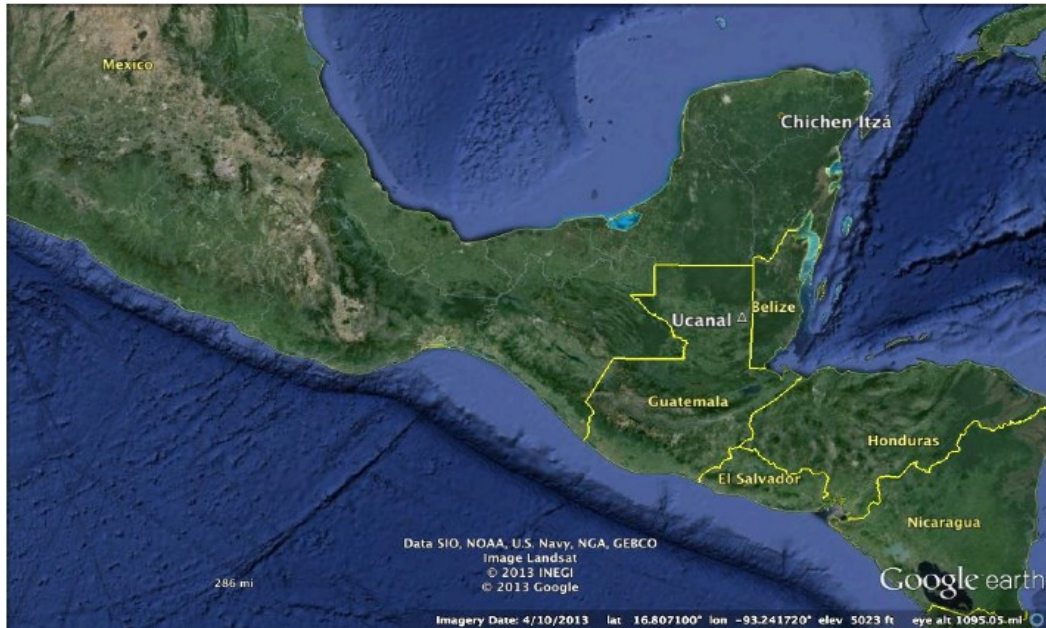 Mexico
Chichen Itzá
Belize
Ucanal
Guatemala
Honduras
El Salvador
Nicaragua
Data SIO, NOAA, U.S. Navy, NGA, GEBCO
Image Landsat
© 2013 INEGI
© 2013 Google
286 mi
Google earth
Imagery Date: 4/10/2013 lat 16.807100° lon -93.241720° elev 5023 ft eye alt 1095.05 mi